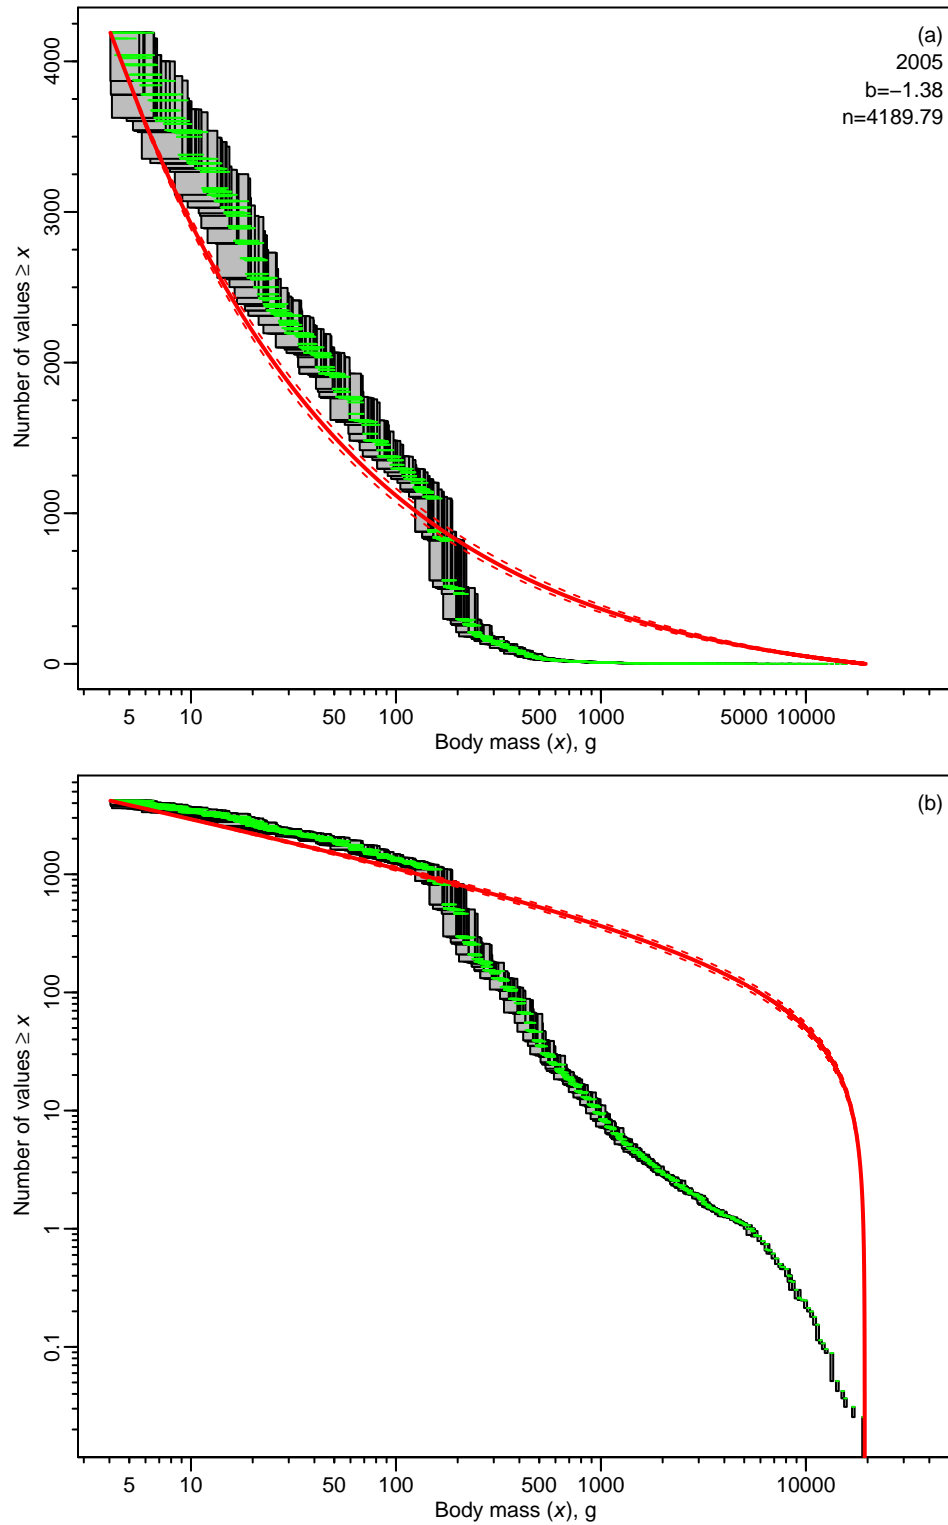 (a)
2005
b=−1.38
n=4189.79
Number of values ≥ x
4000
3000
2000
1000
0
5 10 50 100 500 1000 5000 10000
Body mass (x), g
(b)
Number of values ≥ x
1000
100
10
1
0.1
5 10 50 100 500 1000 10000
Body mass (x), g